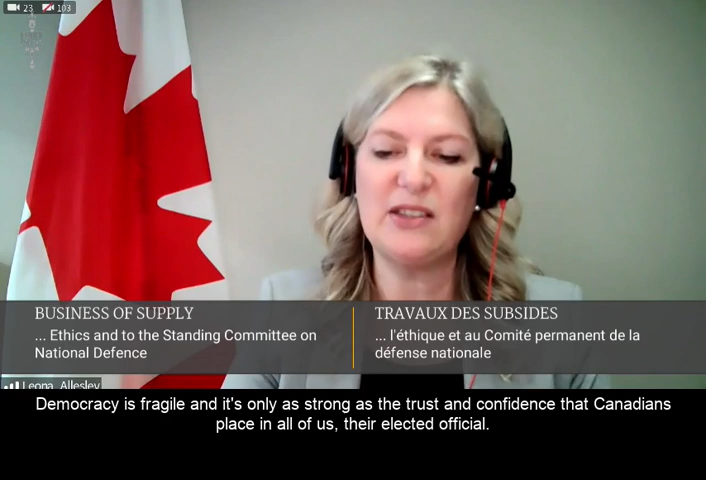 23 103
BUSINESS OF SUPPLY
... Ethics and to the Standing Committee on
National Defence
TRAVAUX DES SUBSIDES
... l'éthique et au Comité permanent de la
défense nationale
Leona_Allesley
Democracy is fragile and it's only as strong as the trust and confidence that Canadians
place in all of us, their elected official.